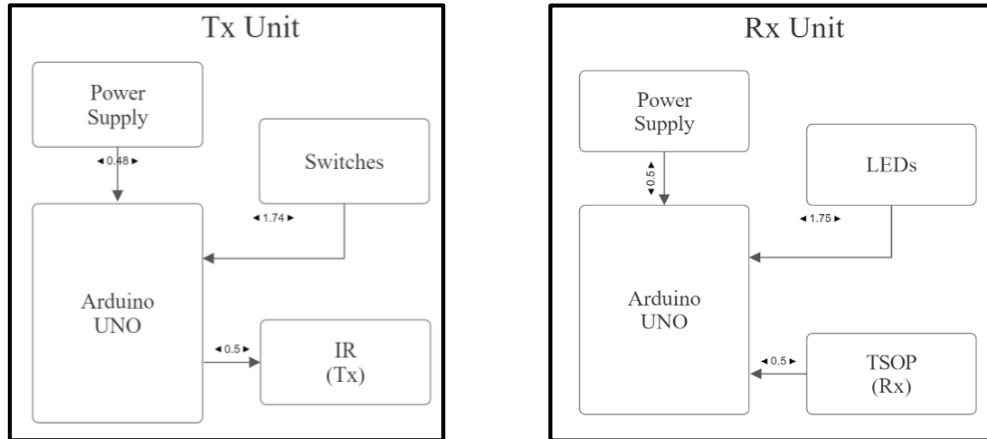 Tx Unit
Power
Supply
◄ 0.48 ►
Switches
◄ 1.74 ►
Arduino
UNO
◄ 0.5 ►
IR
(Tx)
Rx Unit
Power
Supply
◄ 0.5 ►
LEDs
◄ 1.75 ►
Arduino
UNO
◄ 0.5 ►
TSOP
(Rx)